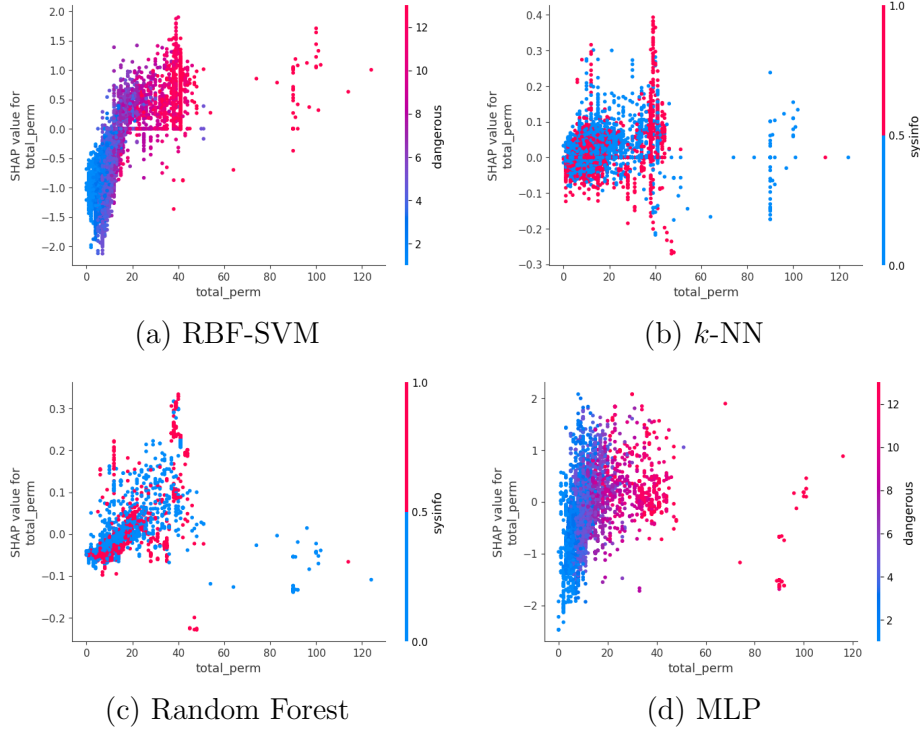 2.0
1.5
1.0
0.5
0.0
−0.5
−1.0
−1.5
−2.0
SHAP value for
total_perm
0 20 40 60 80 100 120
total_perm
12
10
8
6
4
2
dangerous
(a) RBF-SVM
0.4
0.3
0.2
0.1
0.0
−0.1
−0.2
−0.3
SHAP value for
total_perm
0 20 40 60 80 100 120
total_perm
1.0
0.5
0.0
sysinfo
(b) k-NN
0.3
0.2
0.1
0.0
−0.1
−0.2
SHAP value for
total_perm
0 20 40 60 80 100 120
total_perm
1.0
0.5
0.0
sysinfo
(c) Random Forest
2
1
0
−1
−2
SHAP value for
total_perm
0 20 40 60 80 100 120
total_perm
12
10
8
6
4
2
dangerous
(d) MLP